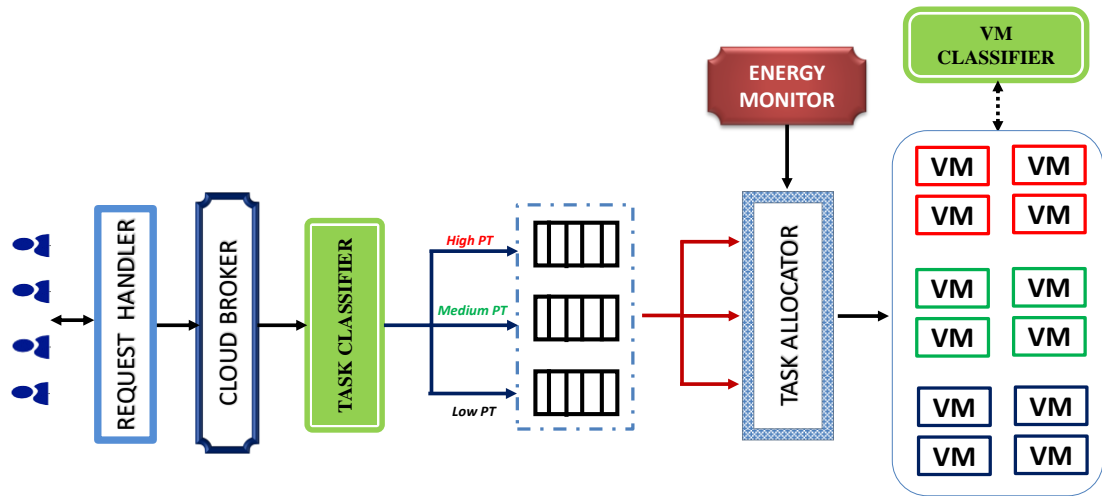 REQUEST HANDLER
CLOUD BROKER
TASK CLASSIFIER
High PT
Medium PT
Low PT
ENERGY
MONITOR
TASK ALLOCATOR
VM
CLASSIFIER
VM VM
VM VM
VM VM
VM VM
VM VM
VM VM